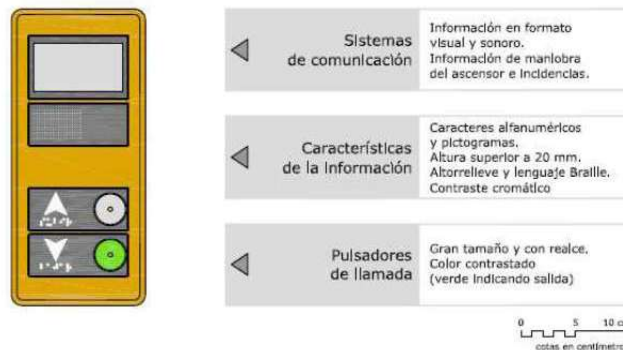 Sistemas
de comunicación
Información en formato
visual y sonoro.
Información de maniobra
del ascensor e incidencias.
Características
de la información
Caracteres alfanuméricos
y pictogramas.
Altura superior a 20 mm.
Altorrelieve y lenguaje Braille.
Contraste cromático
Pulsadores
de llamada
Gran tamaño y con realce.
Color contrastado
(verde indicando salida)
0 5 10 c
cotas en centímetro